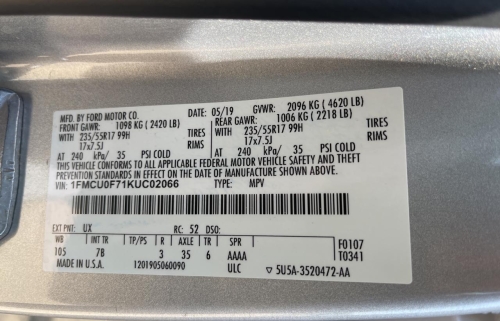 MFD. BY FORD MOTOR CO.
05/19 GVWR: 2096 KG ( 4620 LB)
FRONT GAWR: 1098 KG ( 2420 LB)
REAR GAWR: 1006 KG ( 2218 LB)
WITH 235/55R17 99H TIRES
WITH 235/55R17 99H TIRES
17x7.5J RIMS
17x7.5J RIMS
AT 240 kPa/ 35 PSI COLD
AT 240 kPa/ 35 PSI COLD
THIS VEHICLE CONFORMS TO ALL APPLICABLE FEDERAL MOTOR VEHICLE SAFETY AND THEFT PREVENTION STANDARDS IN EFFECT ON THE DATE OF MANUFACTURE SHOWN ABOVE.
VIN: 1FMCU0F71KUC02066 TYPE: MPV
EXT PNT: UX RC: 52 DSO:
WB INT TR TP/PS R AXLE TR SPR
105 7B 3 35 6 AAAA
F0107
T0341
MADE IN U.S.A. 1201905060090 ULC 5U5A-3520472-AA